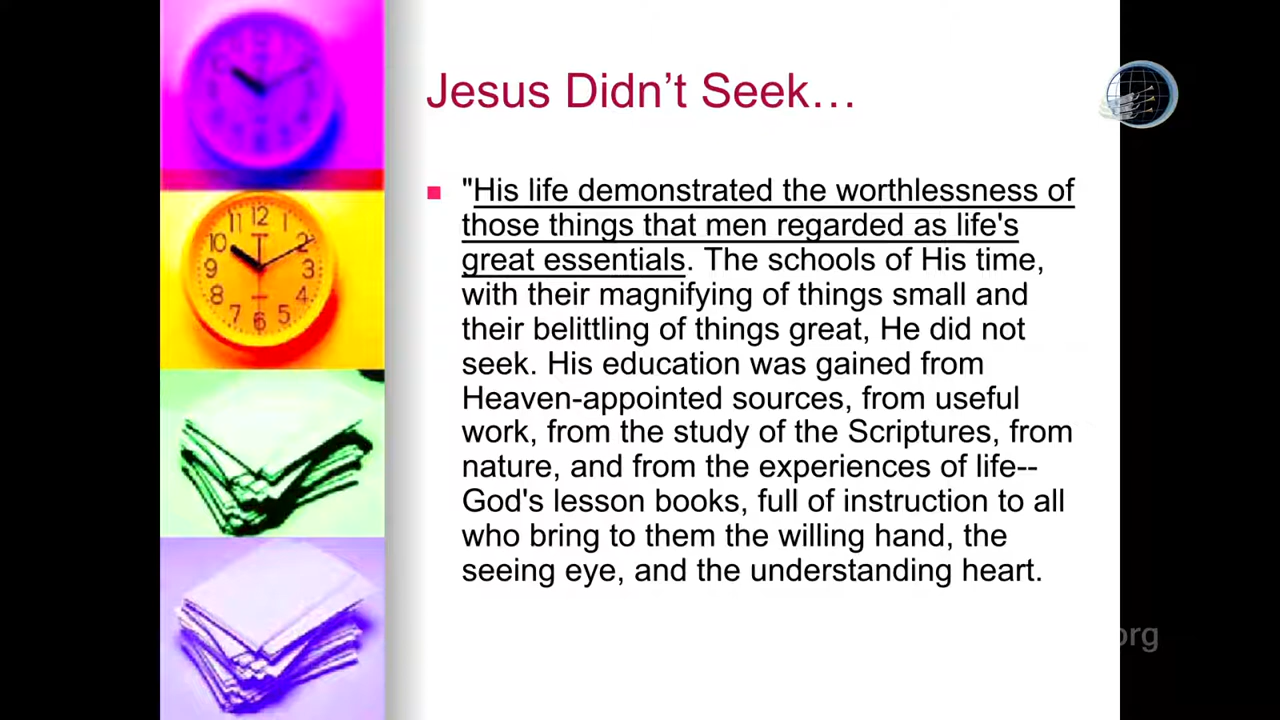 Jesus Didn’t Seek…
"His life demonstrated the worthlessness of
those things that men regarded as life's
great essentials. The schools of His time,
with their magnifying of things small and
their belittling of things great, He did not
seek. His education was gained from
Heaven-appointed sources, from useful
work, from the study of the Scriptures, from
nature, and from the experiences of life--
God's lesson books, full of instruction to all
who bring to them the willing hand, the
seeing eye, and the understanding heart.
org
12
11
10
9
8
7
6
5
4
3
2